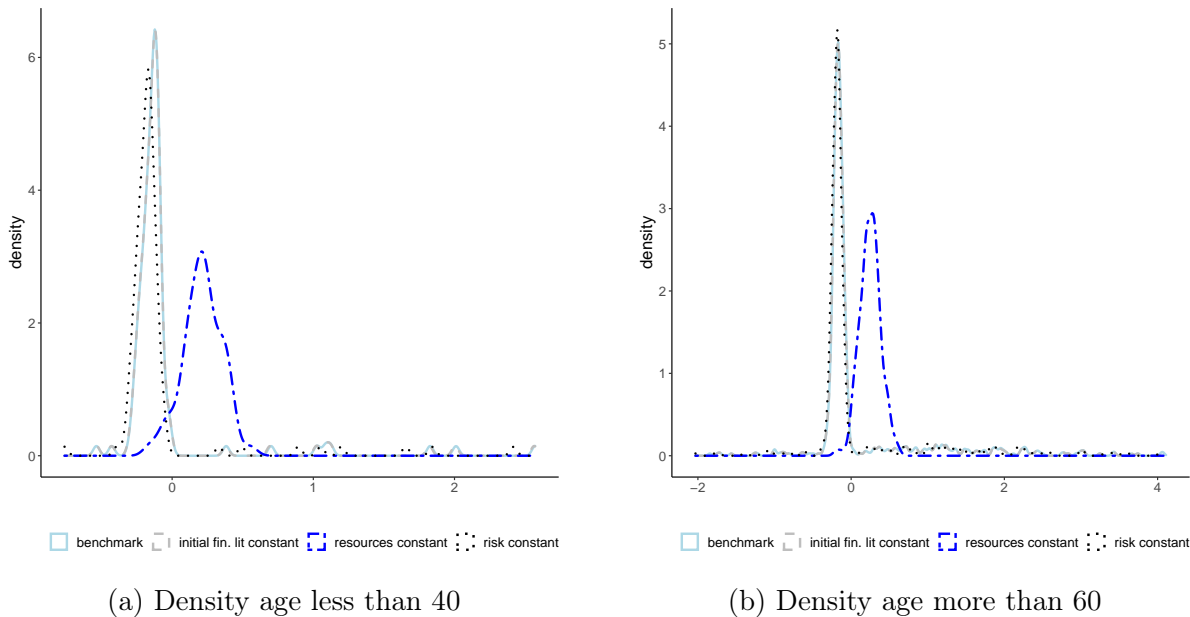 6
4
2
0
density
0
1
2
benchmark
initial fin. lit constant
resources constant
risk constant
(a) Density age less than 40
5
4
3
2
1
0
density
−2
0
2
4
benchmark
initial fin. lit constant
resources constant
risk constant
(b) Density age more than 60